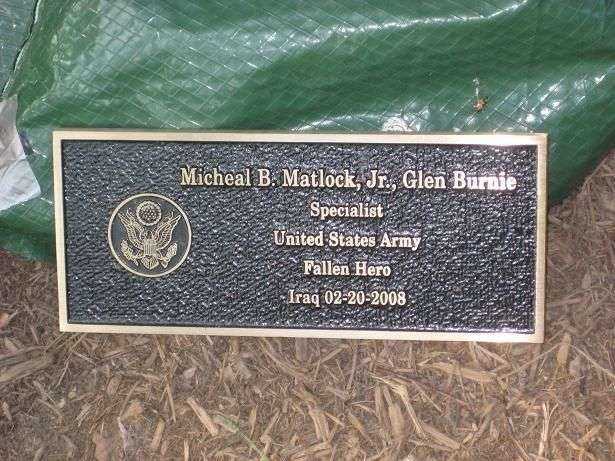 Micheal B. Matlock, Jr., Glen Burnie
Specialist
United States Army
Fallen Hero
Iraq 02-20-2008